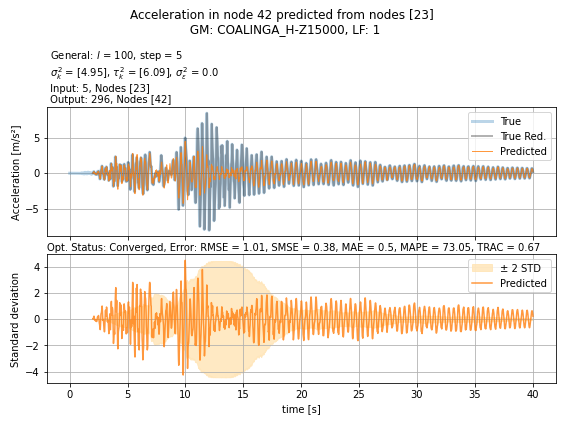 Acceleration in node 42 predicted from nodes [23]
GM: COALINGA_H-Z15000, LF: 1
General: l = 100, step = 5
σ²ₖ = [4.95], τ²ₖ = [6.09], σ²ε = 0.0
Input: 5, Nodes [23]
Output: 296, Nodes [42]
Acceleration [m/s²]
5
0
−5
True
True Red.
Predicted
Opt. Status: Converged, Error: RMSE = 1.01, SMSE = 0.38, MAE = 0.5, MAPE = 73.05, TRAC = 0.67
Standard deviation
4
2
0
−2
−4
± 2 STD
Predicted
0 5 10 15 20 25 30 35 40
time [s]